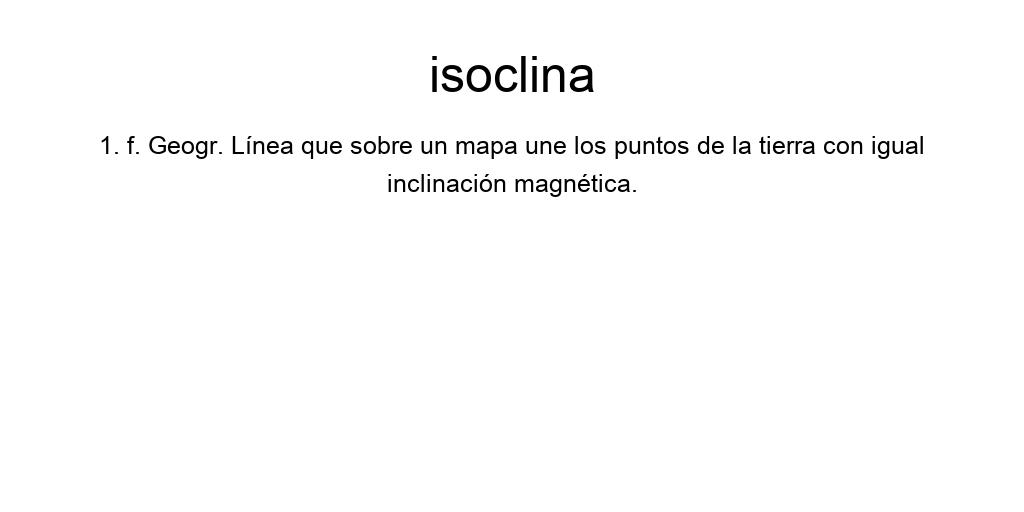 isoclina
1. f. Geogr. Línea que sobre un mapa une los puntos de la tierra con igual
inclinación magnética.